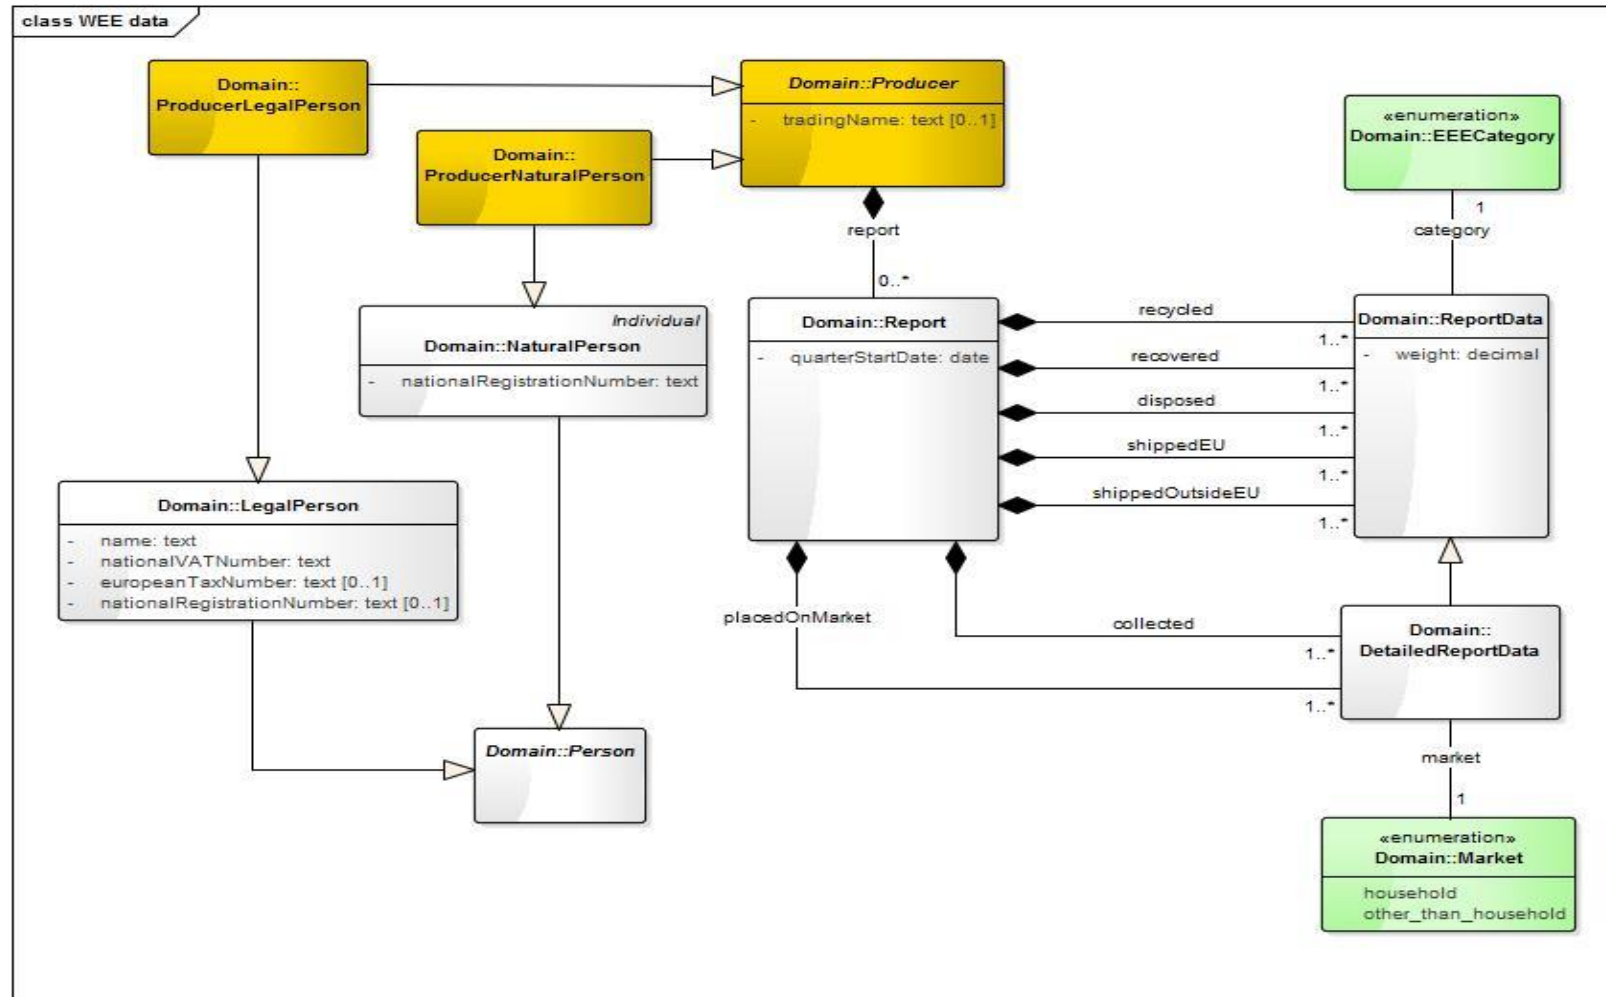 class WEE data
Domain::
ProducerLegalPerson
Domain::Producer
- tradingName: text [0..1]
«enumeration»
Domain::EEECategory
Domain::
ProducerNaturalPerson
1
category
report
0..*
Individual
Domain::NaturalPerson
- nationalRegistrationNumber: text
Domain::Report
- quarterStartDate: date
recycled
1..*
recovered
1..*
disposed
1..*
shippedEU
1..*
shippedOutsideEU
1..*
Domain::ReportData
- weight: decimal
Domain::LegalPerson
- name: text
- nationalVATNumber: text
- europeanTaxNumber: text [0..1]
- nationalRegistrationNumber: text [0..1]
placedOnMarket
1..*
collected
1..*
Domain::
DetailedReportData
Domain::Person
market
1
«enumeration»
Domain::Market
household
other_than_household